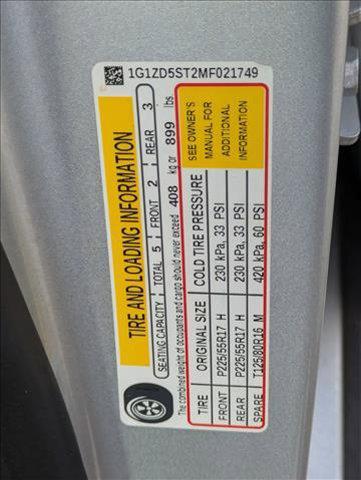 1G1ZD5ST2MF021749
TIRE AND LOADING INFORMATION
SEATING CAPACITY TOTAL 5 FRONT 2 REAR 3
The combined weight of occupants and cargo should never exceed 408 kg or 899 lbs
TIRE ORIGINAL SIZE COLD TIRE PRESSURE
FRONT P225/55R17 H 230 kPa, 33 PSI
REAR P225/55R17 H 230 kPa, 33 PSI
SPARE T125/80R16 M 420 kPa, 60 PSI
SEE OWNER'S
MANUAL FOR
ADDITIONAL
INFORMATION